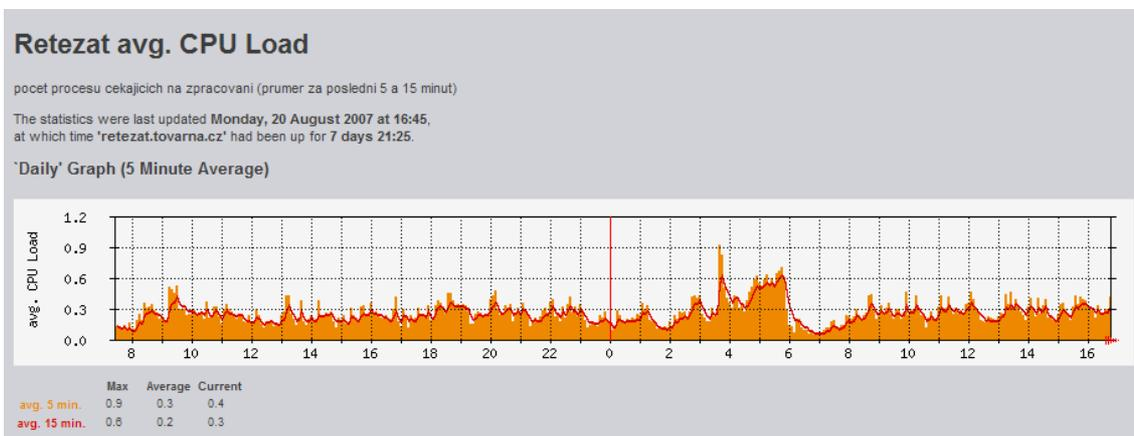 Retezat avg. CPU Load
pocet procesu cekajicich na zpracovani (prumer za posledni 5 a 15 minut)
The statistics were last updated Monday, 20 August 2007 at 16:45,
at which time 'retezat.tovarna.cz' had been up for 7 days 21:25.
`Daily' Graph (5 Minute Average)
avg. CPU Load
1.2
0.9
0.6
0.3
0.0
8 10 12 14 16 18 20 22 0 2 4 6 8 10 12 14 16
Max Average Current
avg. 5 min. 0.9 0.3 0.4
avg. 15 min. 0.6 0.2 0.3